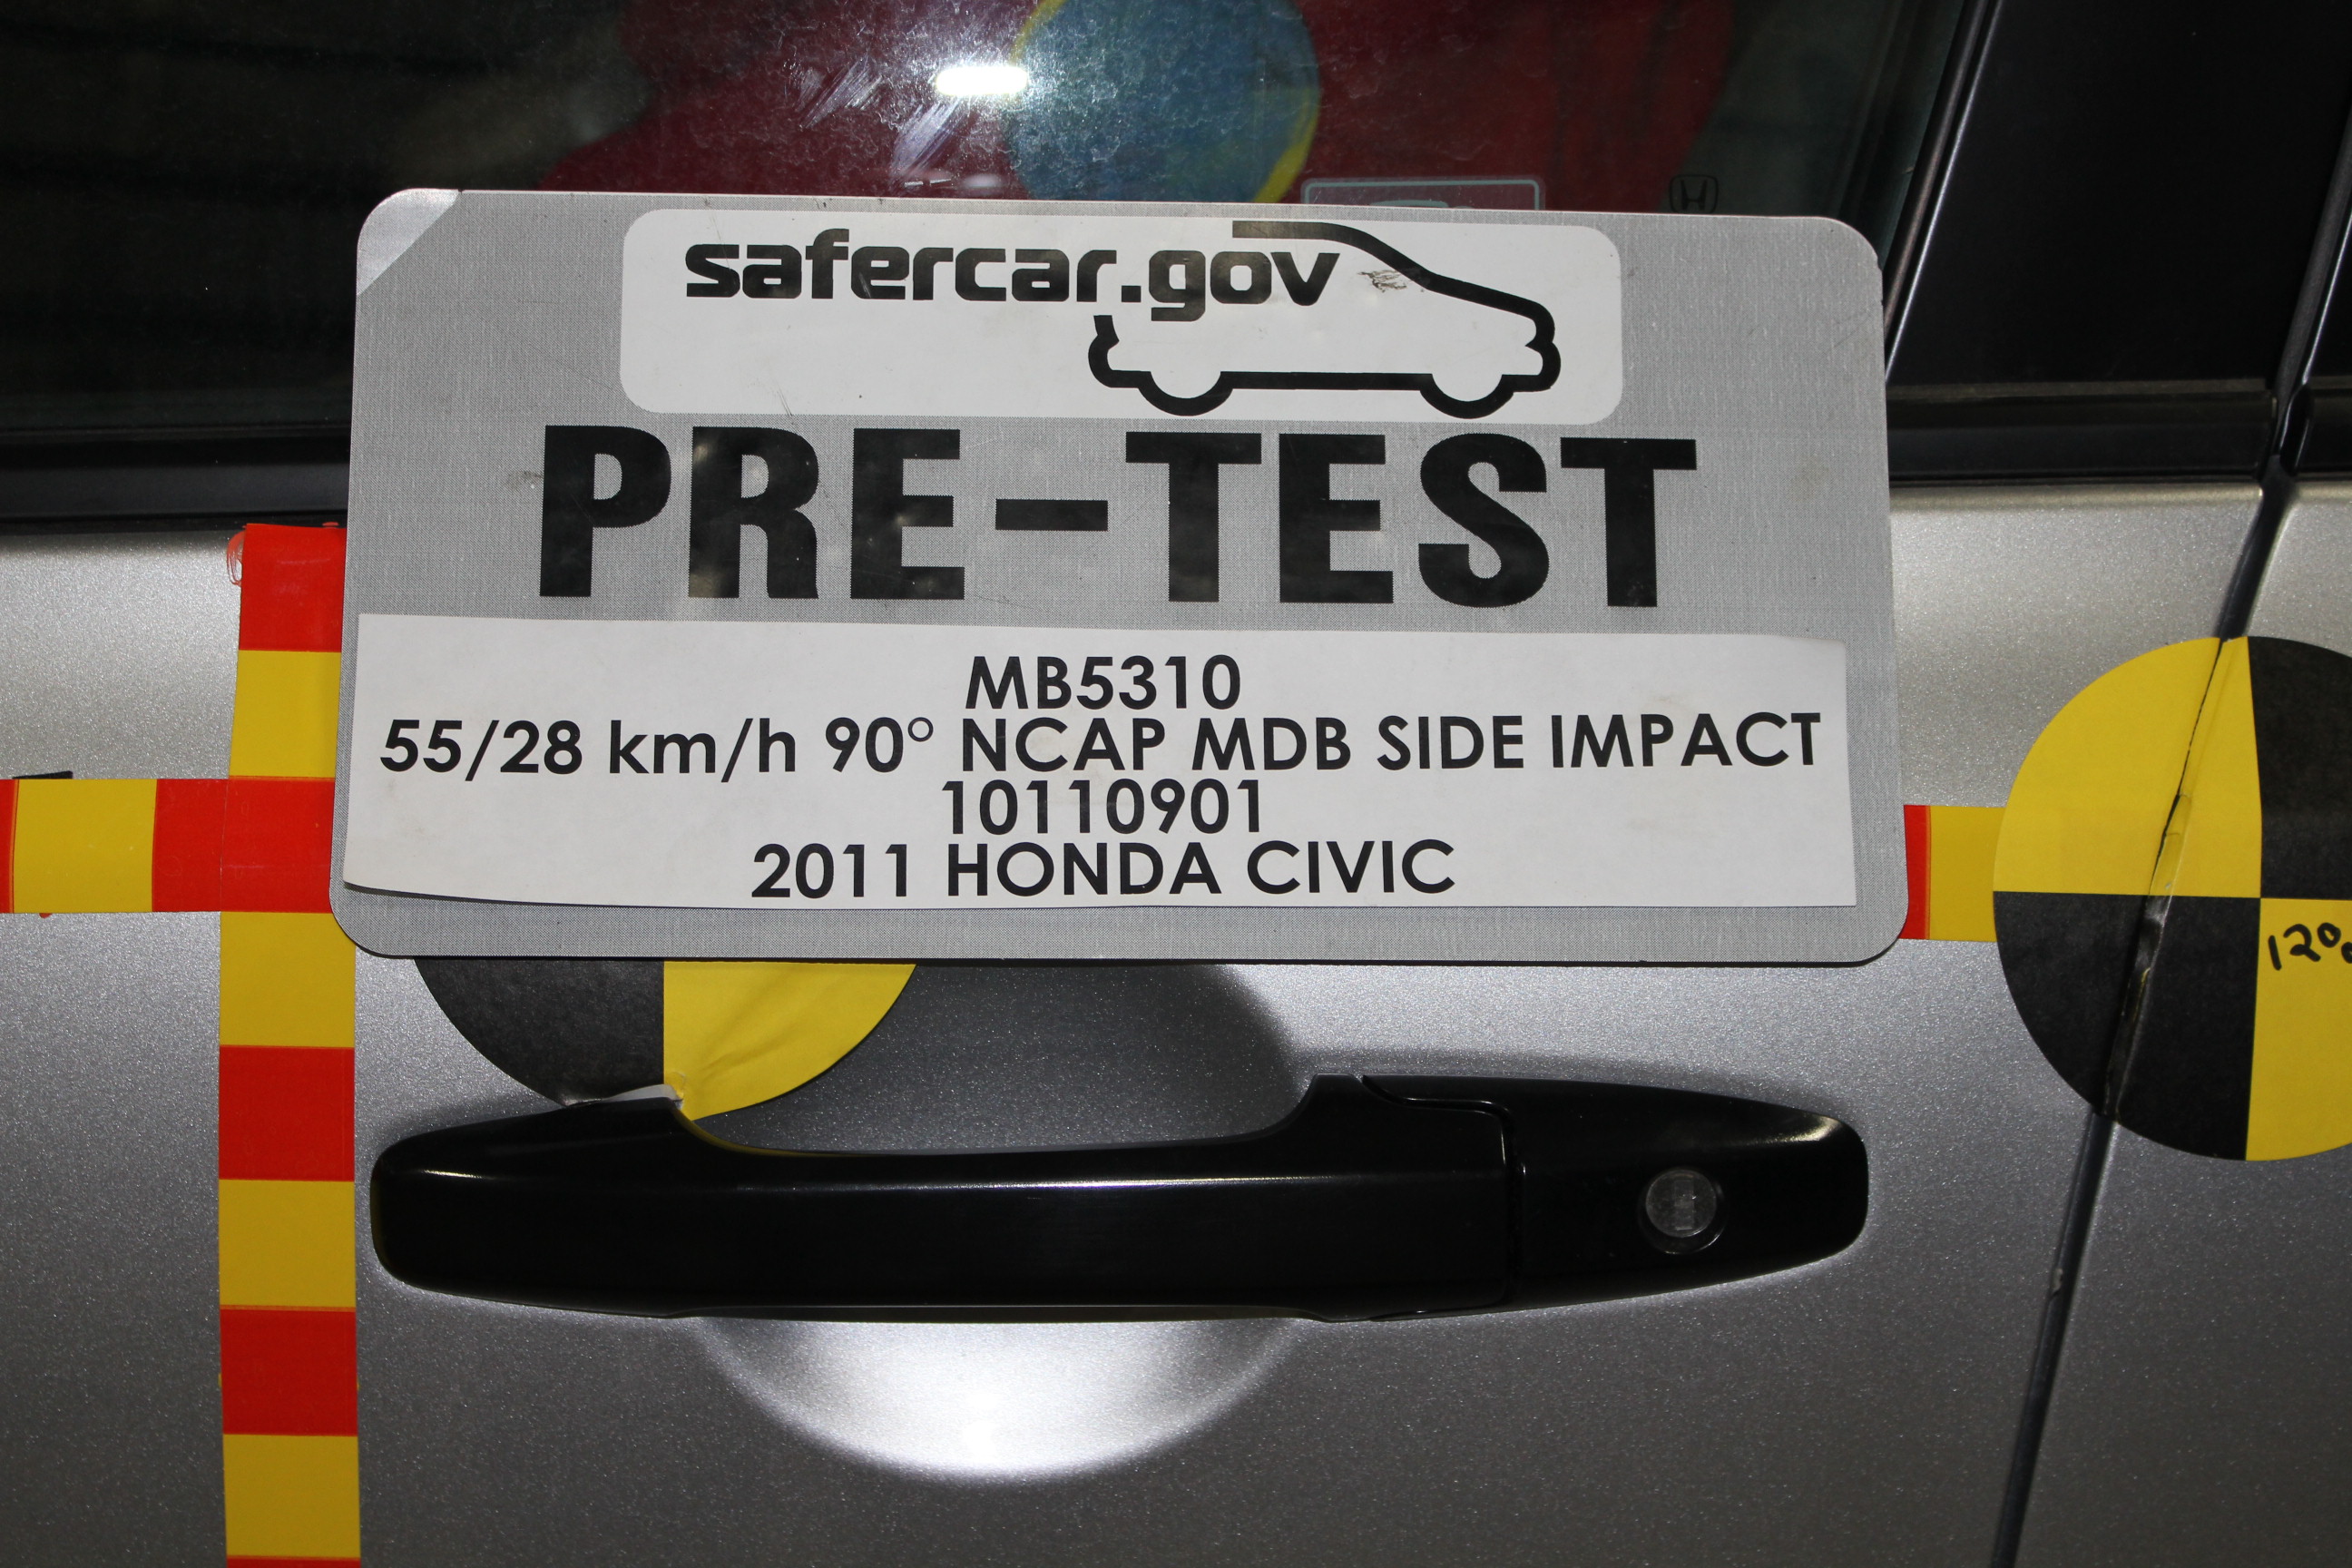 safercar.gov
PRE-TEST
MB5310
55/28 km/h 90° NCAP MDB SIDE IMPACT
10110901
2011 HONDA CIVIC